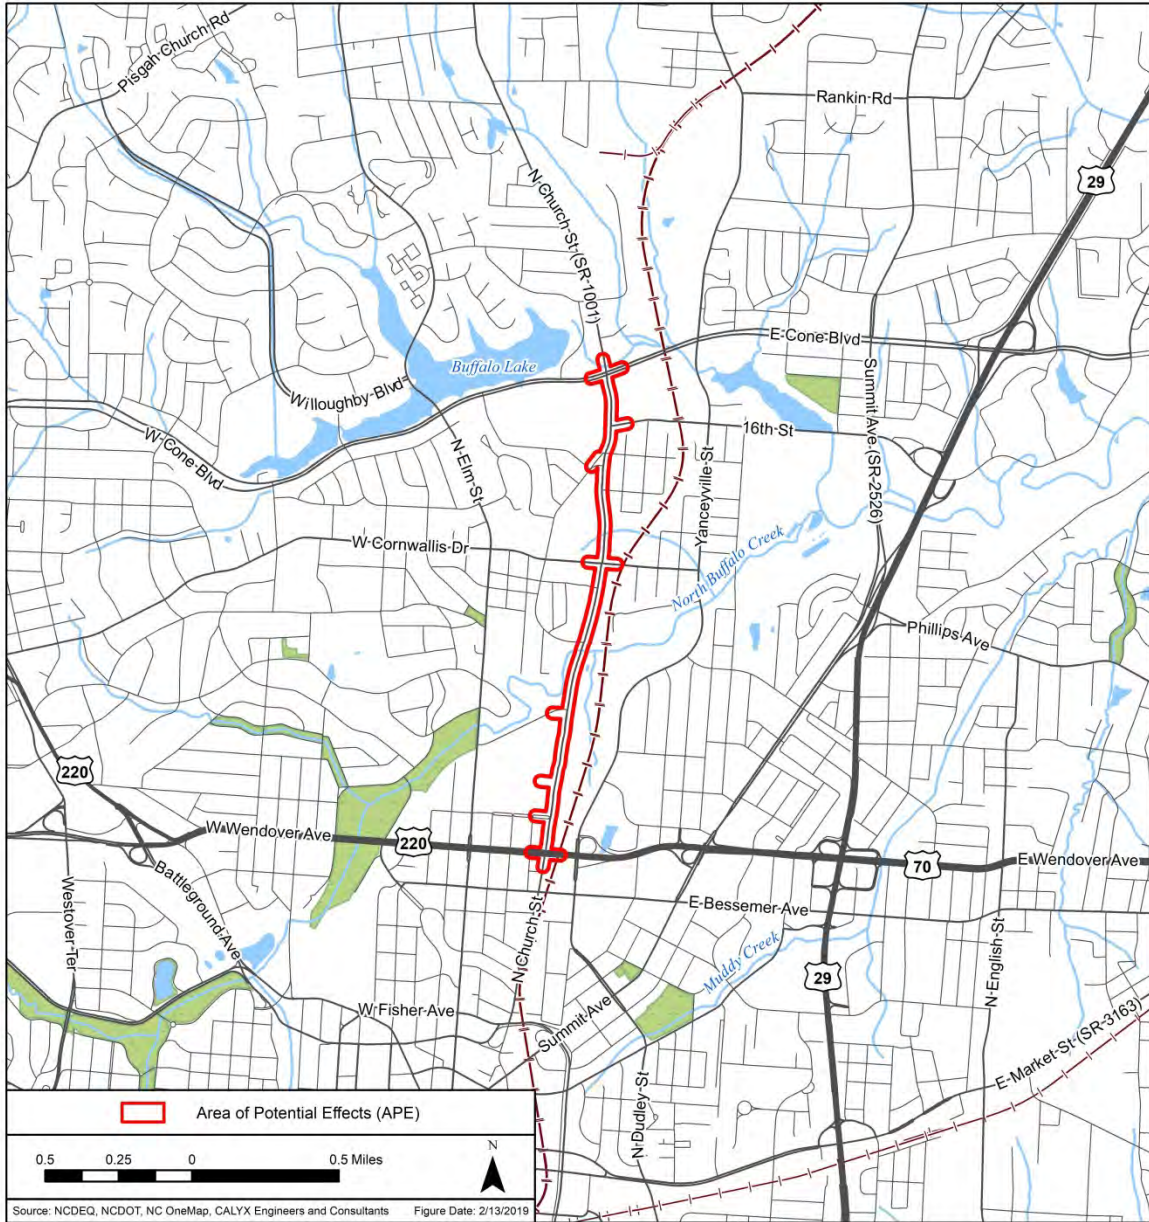 Pisgah Church Rd
Rankin Rd
29
N Church St (SR 1001)
E Cone Blvd
Buffalo Lake
Willoughby Blvd
Summit Ave (SR-2526)
16th St
W Cone Blvd
N Elm St
Yanceyville St
W Cornwallis Dr
North Buffalo Creek
Phillips Ave
220
W Wendover Ave
220
70
E Wendover Ave
Battleground Ave
Westover Ter
E Bessemer Ave
N Church St
Muddy Creek
N English St
29
W Fisher Ave
Summit Ave
E Market St (SR-3163)
N Dudley St
Area of Potential Effects (APE)
N
0.5 0.25 0 0.5 Miles
Source: NCDEQ, NCDOT, NC OneMap, CALYX Engineers and Consultants Figure Date: 2/13/2019